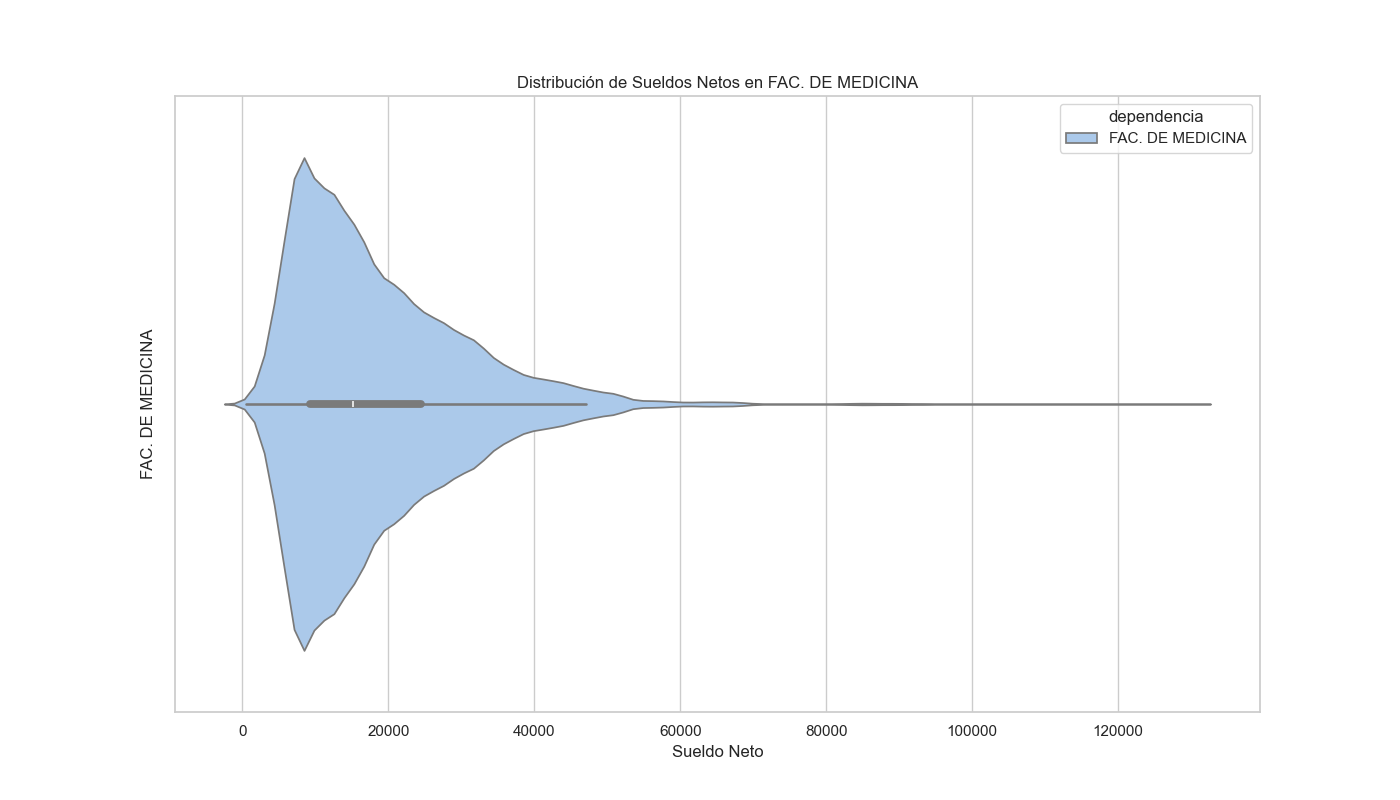 Distribución de Sueldos Netos en FAC. DE MEDICINA
dependencia
FAC. DE MEDICINA
FAC. DE MEDICINA
0 20000 40000 60000 80000 100000 120000
Sueldo Neto